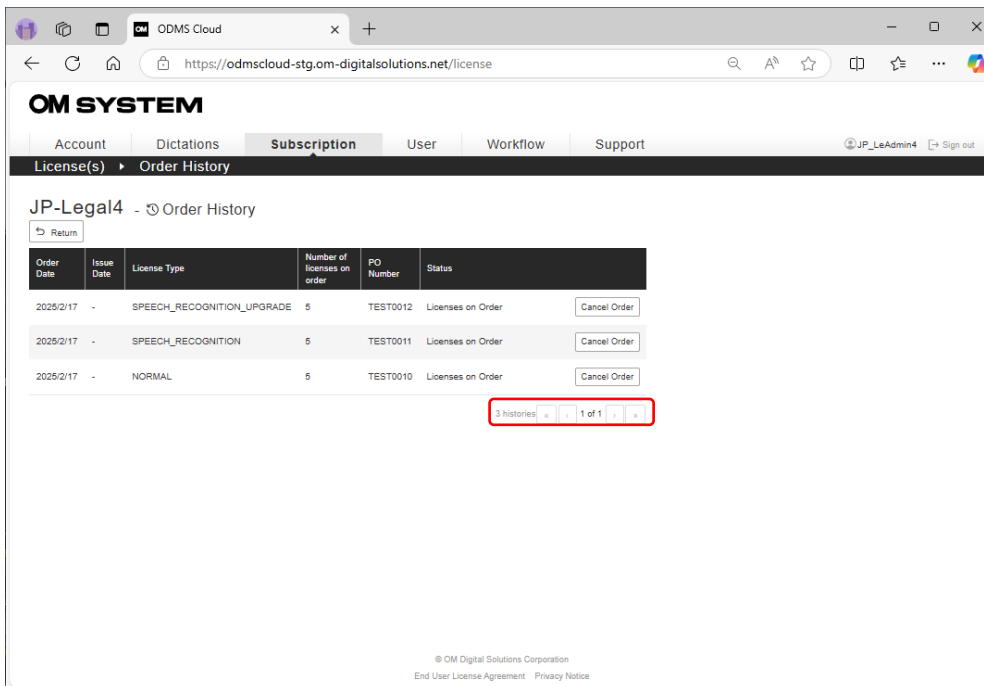 OM ODMS Cloud
https://odmscloud-stg.om-digitalsolutions.net/license
OM SYSTEM
Account Dictations Subscription User Workflow Support JP_LeAdmin4 Sign out
License(s) Order History
JP-Legal4 - Order History
Return
Order Date Issue Date License Type Number of licenses on order PO Number Status
2025/2/17 - SPEECH_RECOGNITION_UPGRADE 5 TEST0012 Licenses on Order Cancel Order
2025/2/17 - SPEECH_RECOGNITION 5 TEST0011 Licenses on Order Cancel Order
2025/2/17 - NORMAL 5 TEST0010 Licenses on Order Cancel Order
3 histories « ‹ 1 of 1 › »
© OM Digital Solutions Corporation
End User License Agreement Privacy Notice